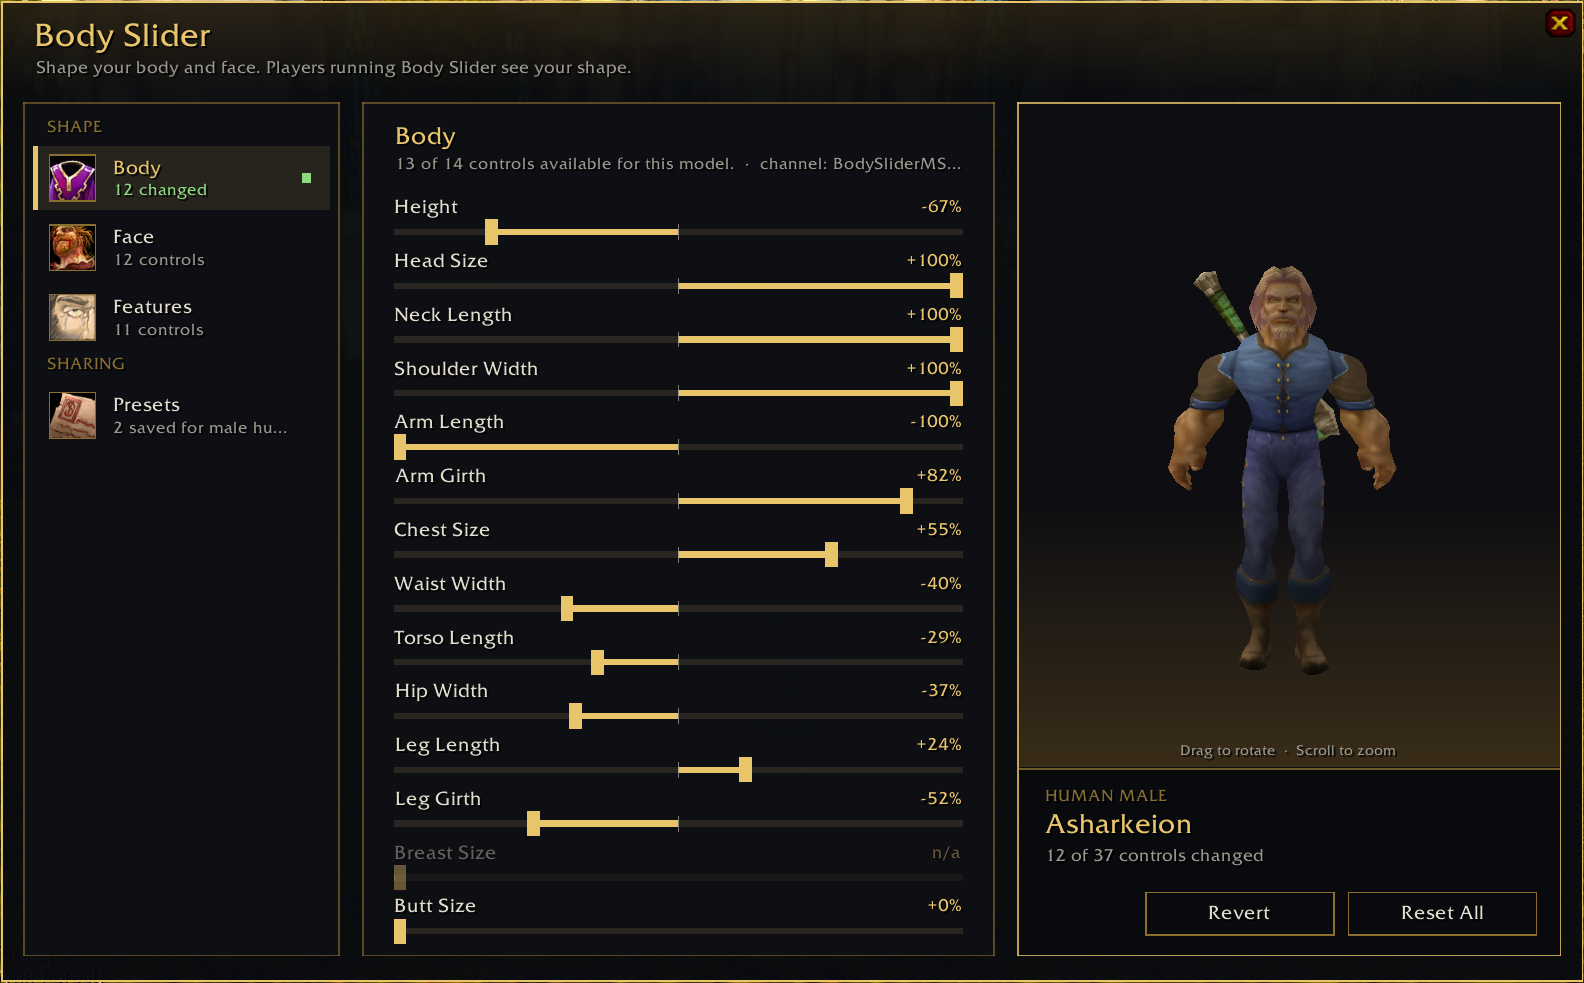 Body Slider
Shape your body and face. Players running Body Slider see your shape.
SHAPE
Body
12 changed
Face
12 controls
Features
11 controls
SHARING
Presets
2 saved for male hu...
Body
13 of 14 controls available for this model. · channel: BodySliderMS...
Height -67%
Head Size +100%
Neck Length +100%
Shoulder Width +100%
Arm Length -100%
Arm Girth +82%
Chest Size +55%
Waist Width -40%
Torso Length -29%
Hip Width -37%
Leg Length +24%
Leg Girth -52%
Breast Size n/a
Butt Size +0%
Drag to rotate · Scroll to zoom
HUMAN MALE
Asharkeion
12 of 37 controls changed
Revert
Reset All